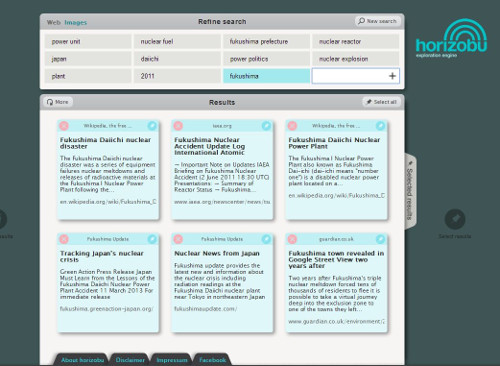 Web Images
Refine search
New search
power unit
nuclear fuel
fukushima prefecture
nuclear reactor
japan
daiichi
power politics
nuclear explosion
plant
2011
fukushima
+
horizobu
exploration engine
More
Results
Select all
Wikipedia, the free ...
Fukushima Daiichi nuclear
disaster
The Fukushima Daiichi nuclear
disaster was a series of equipment
failures nuclear meltdowns and
releases of radioactive materials at
the Fukushima I Nuclear Power
Plant following the...
en.wikipedia.org/wiki/Fukushima_D
iaea.org
Fukushima Nuclear
Accident Update Log
International Atomic
— Important Note on Updates IAEA
Briefing on Fukushima Nuclear
Accident (2 June 2011 18 30 UTC)
Presentations: — Summary of
Reactor Status — Fukushima...
www.iaea.org/newscenter/news/
Wikipedia, the free ...
Fukushima Daiichi Nuclear
Power Plant
The Fukushima I Nuclear Power
Plant also known as Fukushima
Dai-ichi (dai-ichi means "number
one") is a disabled nuclear power
plant located on a...
en.wikipedia.org/wiki/Fukushima_D
Selected results
Fukushima Update
Tracking Japan's nuclear
crisis
Green Action Press Release Japan
Must Learn from the Lessons of the
Fukushima Daiichi Nuclear Power
Plant Accident 11 March 2013 For
immediate release
fukushima.greenaction-japan.org/
Fukushima Update
Nuclear News from Japan
Fukushima update provides the
latest new and information about
the nuclear crisis including
radiation readings at the
Fukushima Daiichi nuclear plant
near Tokyo in northeastern Japan
fukushimaupdate.com/
guardian.co.uk
Fukushima town revealed in
Google Street View two
years after
Two years after Fukushima's triple
nuclear meltdown forced tens of
thousands of residents to flee it is
possible to take a virtual journey
deep into the exclusion zone to
one of the towns they left...
www.guardian.co.uk/environment/2
Select results
About horizobu
Disclaimer
Impressum
Facebook